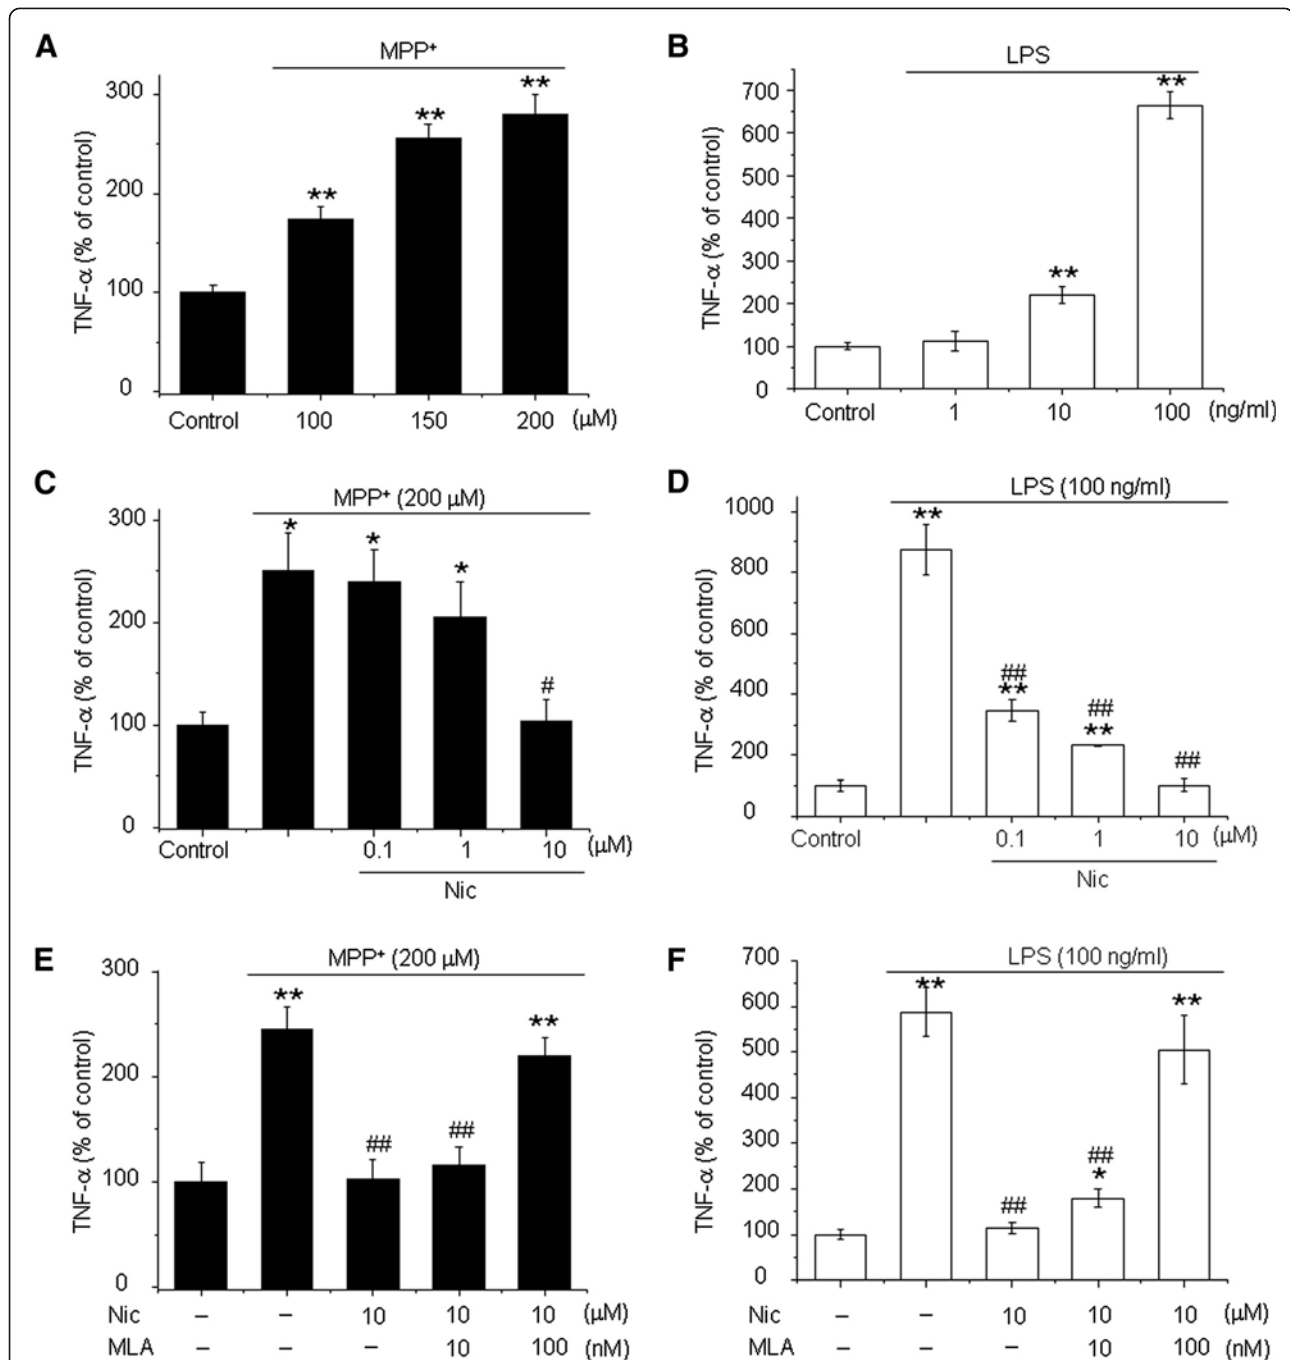 A
MPP+
TNF-α (% of control)
300
200
100
0
**
**
**
Control 100 150 200 (μM)
B
LPS
TNF-α (% of control)
700
600
500
400
300
200
100
0
**
**
Control 1 10 100 (ng/ml)
C
MPP+ (200 μM)
TNF-α (% of control)
300
200
100
0
* * * #
Control 0.1 1 10 (μM)
Nic
D
LPS (100 ng/ml)
TNF-α (% of control)
1000
800
600
400
200
0
**
## ## ##
** **
Control 0.1 1 10 (μM)
Nic
E
MPP+ (200 μM)
TNF-α (% of control)
300
200
100
0
** ## ## **
Nic – – 10 10 10 (μM)
MLA – – – 10 100 (nM)
F
LPS (100 ng/ml)
TNF-α (% of control)
700
600
500
400
300
200
100
0
** ## ## **
*
– – 10 10 10 (μM)
– – – 10 100 (nM)